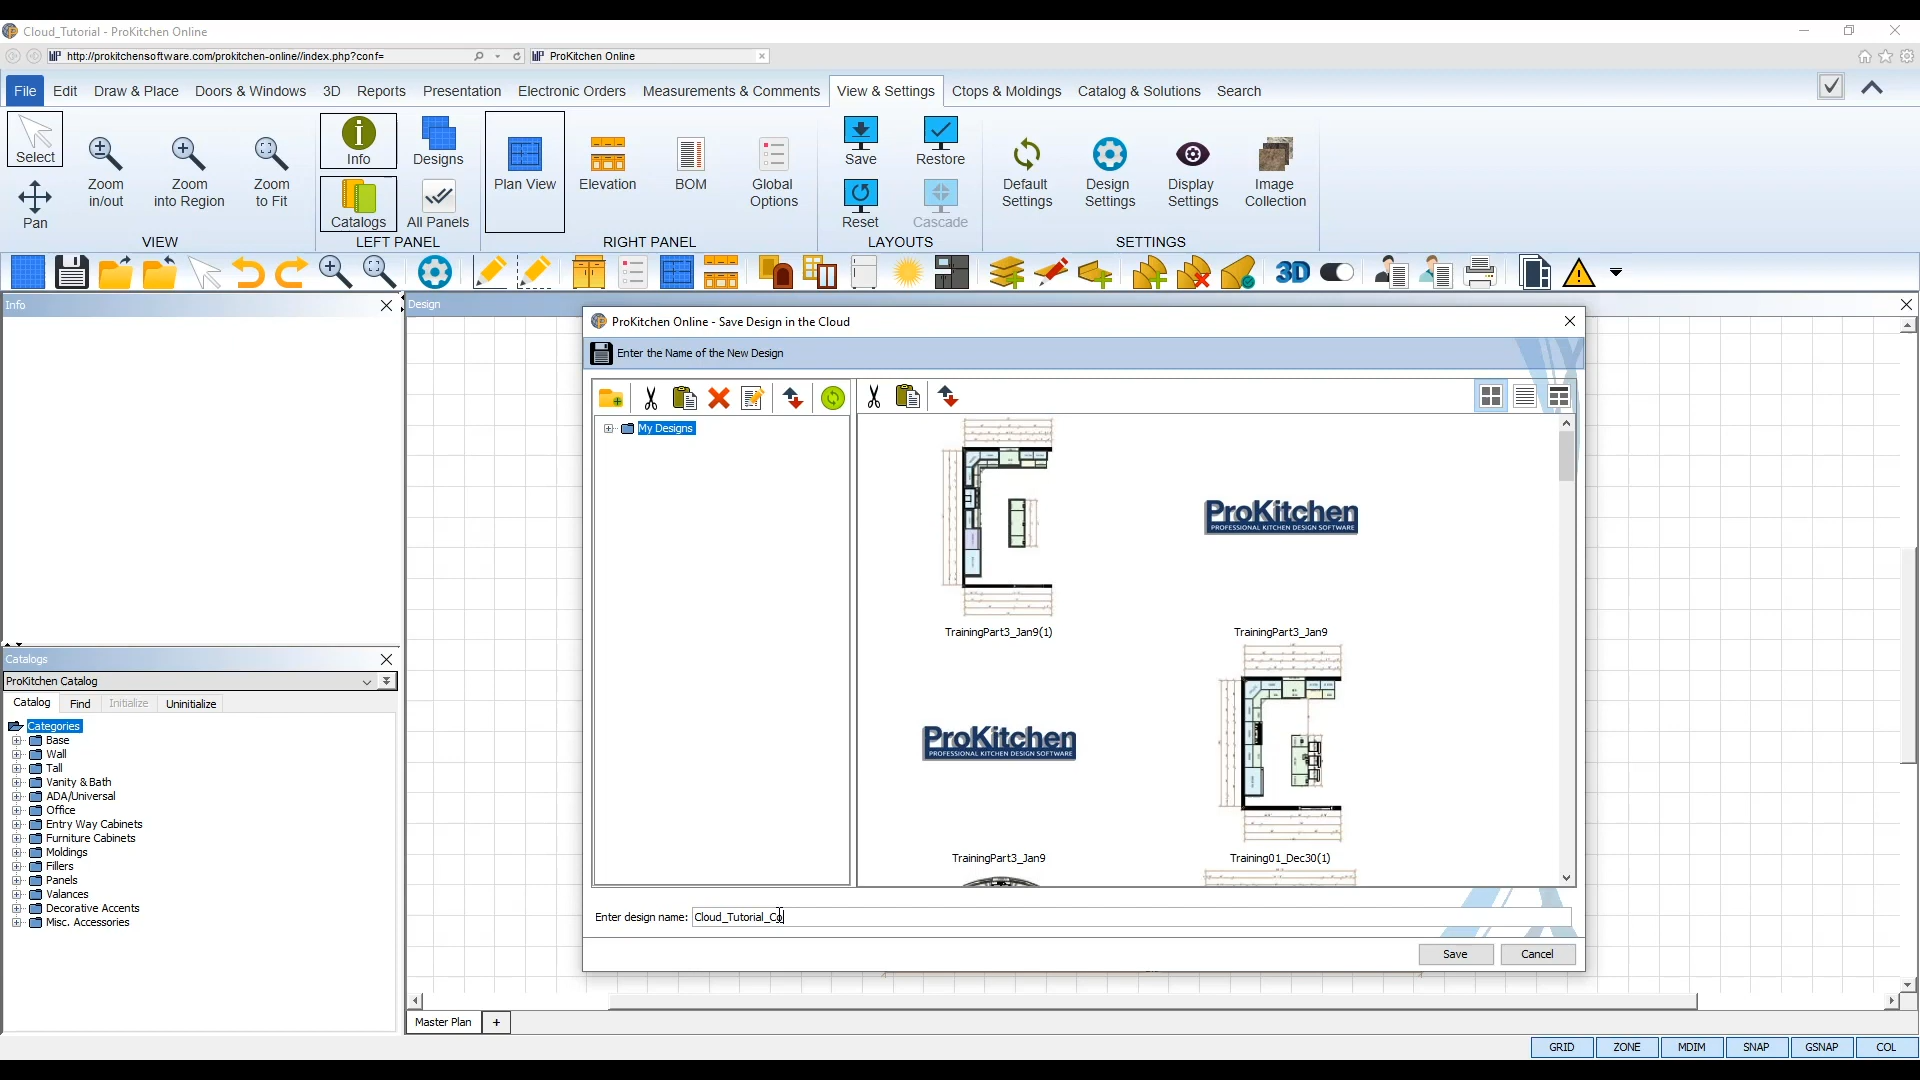 Cloud_Tutorial - ProKitchen Online
http://prokitchensoftware.com/prokitchen-online//index.php?conf=
ProKitchen Online
File Edit Draw & Place Doors & Windows 3D Reports Presentation Electronic Orders Measurements & Comments View & Settings Ctops & Moldings Catalog & Solutions Search
Select
Pan
Zoom
in/out
Zoom
into Region
Zoom
to Fit
VIEW
Info
Designs
Catalogs
All Panels
LEFT PANEL
Plan View
Elevation
BOM
Global
Options
RIGHT PANEL
Save
Restore
Reset
Cascade
LAYOUTS
Default
Settings
Design
Settings
Display
Settings
Image
Collection
SETTINGS
3D
Info
Design
ProKitchen Online - Save Design in the Cloud
Enter the Name of the New Design
My Designs
TrainingPart3_Jan9(1)
ProKitchen
PROFESSIONAL KITCHEN DESIGN SOFTWARE
TrainingPart3_Jan9
ProKitchen
PROFESSIONAL KITCHEN DESIGN SOFTWARE
TrainingPart3_Jan9
Training01_Dec30(1)
Enter design name: Cloud_Tutorial_Co
Save
Cancel
Catalogs
ProKitchen Catalog
Catalog Find Initialize Uninitialize
Categories
Base
Wall
Tall
Vanity & Bath
ADA/Universal
Office
Entry Way Cabinets
Furniture Cabinets
Moldings
Fillers
Panels
Valances
Decorative Accents
Misc. Accessories
Master Plan +
GRID ZONE MDIM SNAP GSNAP COL